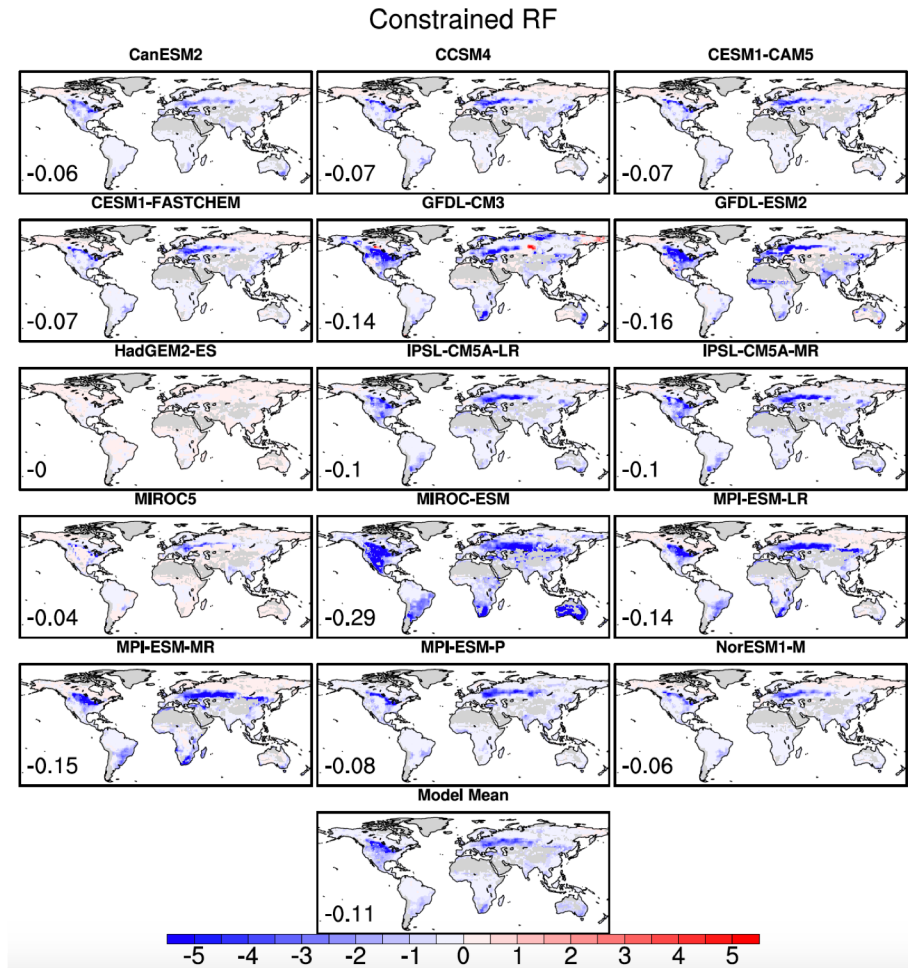 Constrained RF
CanESM2
CCSM4
CESM1-CAM5
-0.06
-0.07
-0.07
CESM1-FASTCHEM
GFDL-CM3
GFDL-ESM2
-0.07
-0.14
-0.16
HadGEM2-ES
IPSL-CM5A-LR
IPSL-CM5A-MR
-0
-0.1
-0.1
MIROC5
MIROC-ESM
MPI-ESM-LR
-0.04
-0.29
-0.14
MPI-ESM-MR
MPI-ESM-P
NorESM1-M
-0.15
-0.08
-0.06
Model Mean
-0.11
-5 -4 -3 -2 -1 0 1 2 3 4 5